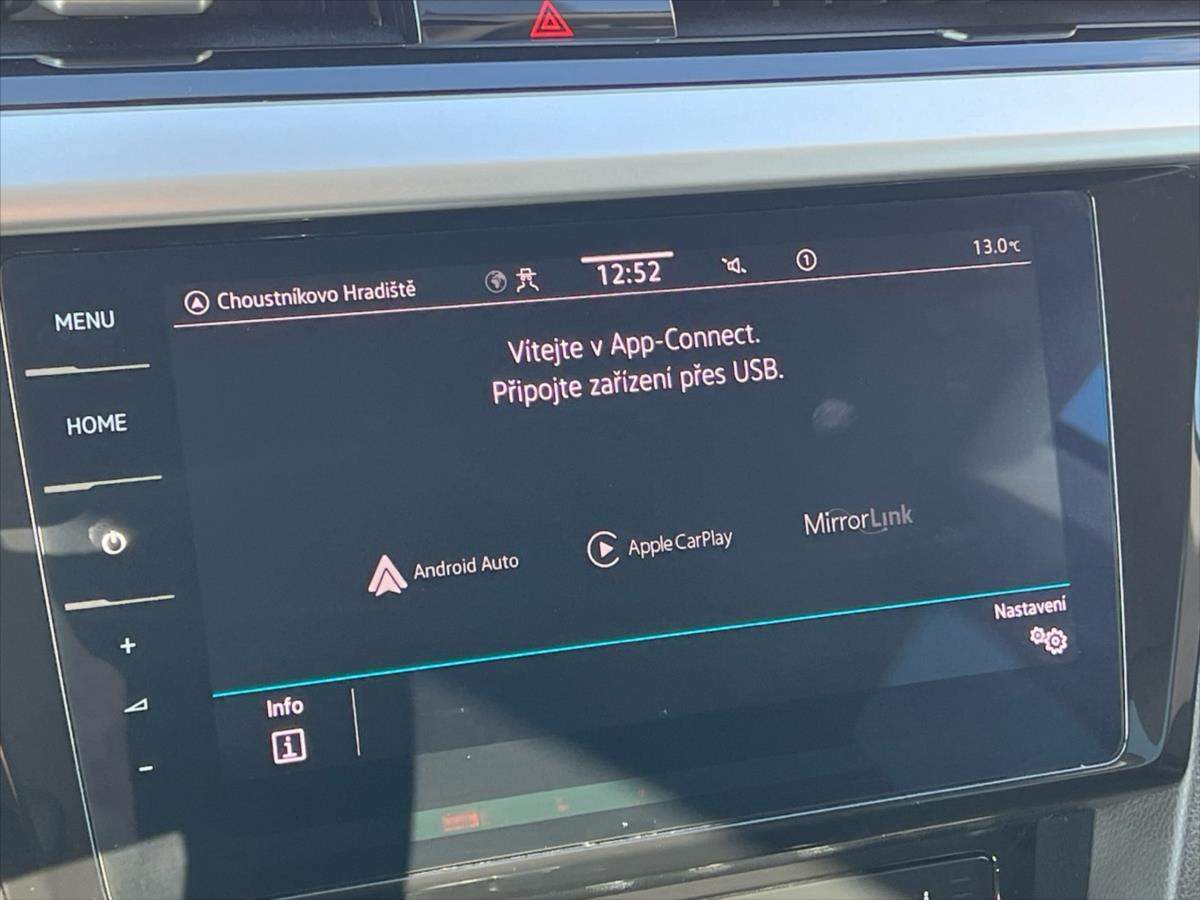 MENU
HOME
Choustníkovo Hradiště
12:52
1
13.0°C
Vítejte v App-Connect.
Připojte zařízení přes USB.
Android Auto
Apple CarPlay
MirrorLink
Nastavení
Info
i
+
-